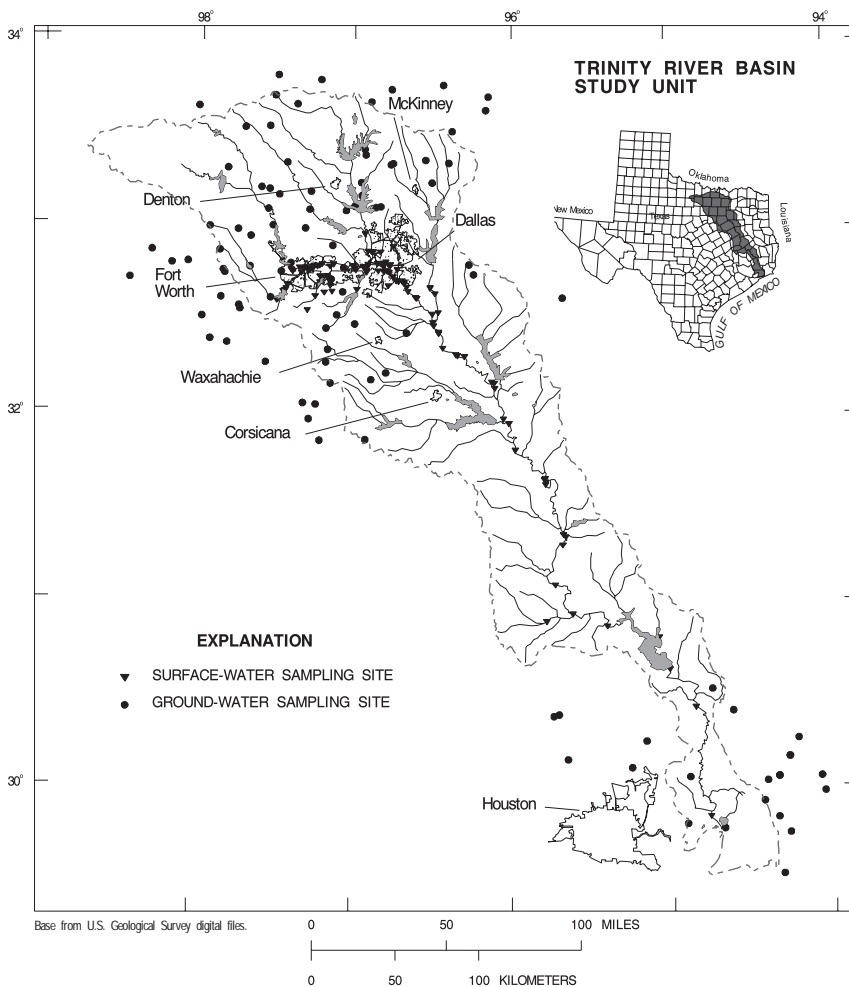 98°
96°
94°
34°
TRINITY RIVER BASIN
STUDY UNIT
McKinney
Oklahoma
Denton
New Mexico
Texas
Louisiana
Dallas
Fort
Worth
GULF OF MEXICO
Waxahachie
32°
Corsicana
EXPLANATION
SURFACE-WATER SAMPLING SITE
GROUND-WATER SAMPLING SITE
30°
Houston
Base from U.S. Geological Survey digital files.
0 50 100 MILES
0 50 100 KILOMETERS